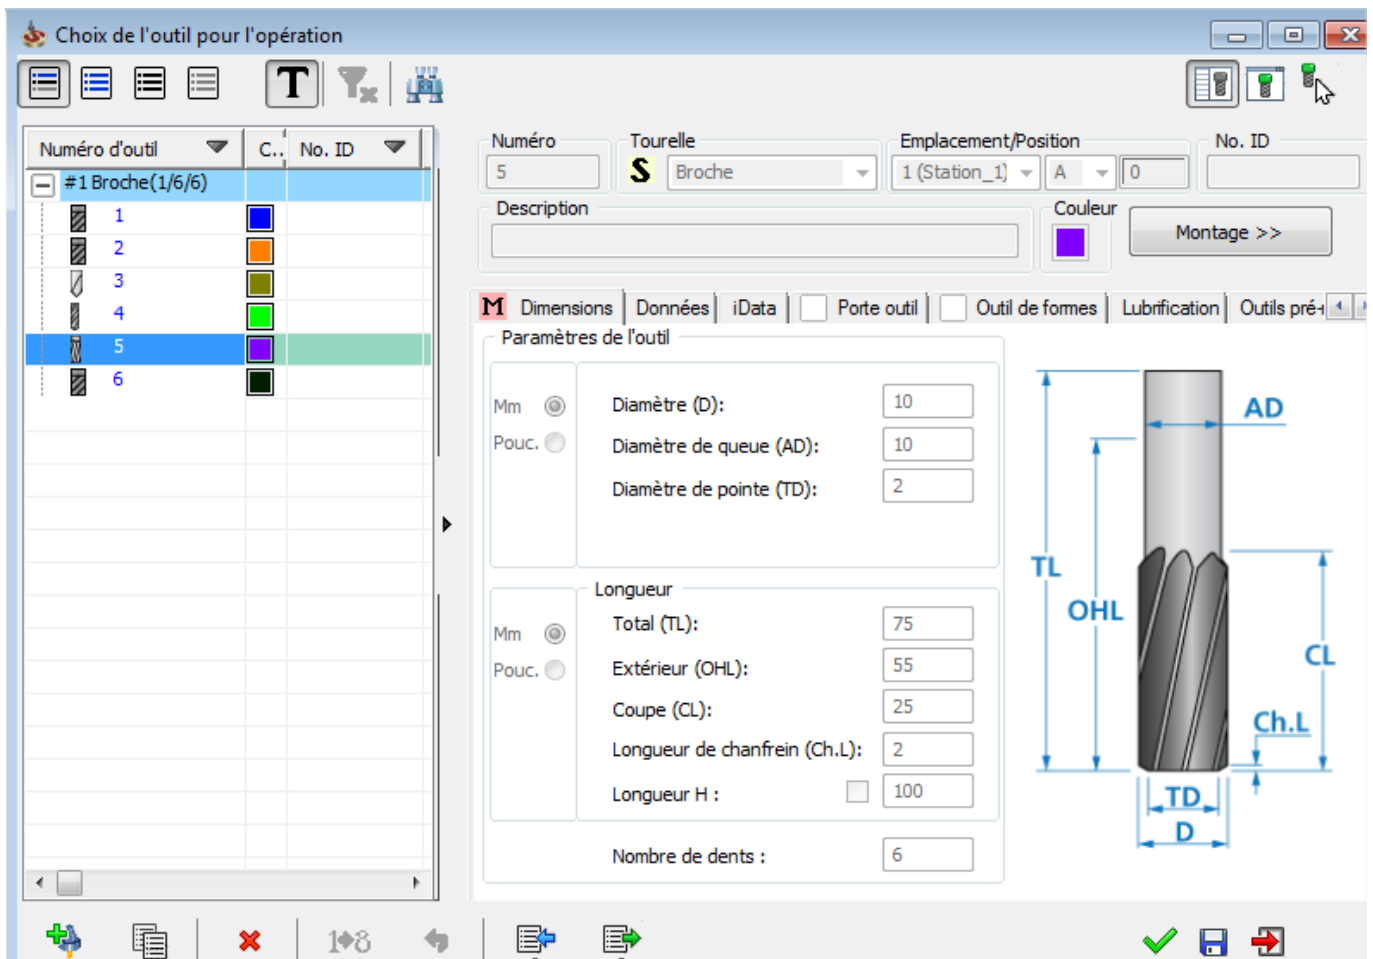 Choix de l'outil pour l'opération
T
Numéro d'outil C.. No. ID
#1 Broche(1/6/6)
1
2
3
4
5
6
Numéro Tourelle Emplacement/Position No. ID
5 S Broche 1 (Station_1) A 0
Description Couleur
Montage >>
M Dimensions Données iData Porte outil Outil de formes Lubrification Outils pré-
Paramètres de l'outil
Mm Diamètre (D): 10
Pouc. Diamètre de queue (AD): 10
Diamètre de pointe (TD): 2
Longueur
Mm Total (TL): 75
Pouc. Extérieur (OHL): 55
Coupe (CL): 25
Longueur de chanfrein (Ch.L): 2
Longueur H : 100
Nombre de dents : 6
AD
TL
OHL
CL
Ch.L
TD
D
1 8